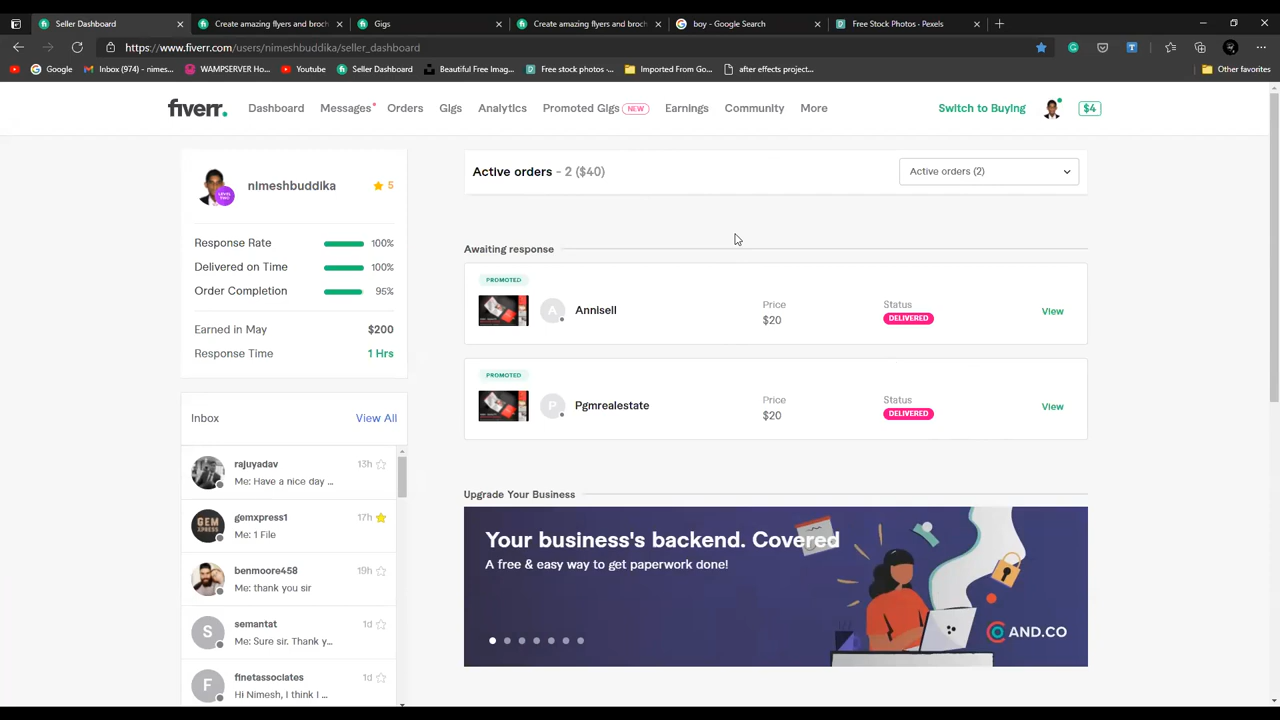 Seller Dashboard
Create amazing flyers and broch
Gigs
Create amazing flyers and broch
boy - Google Search
Free Stock Photos - Pexels
https://www.fiverr.com/users/nimeshbuddika/seller_dashboard
Google
Inbox (974) - nimes...
WAMPSERVER Ho...
Youtube
Seller Dashboard
Beautiful Free Imag...
Free stock photos -...
Imported From Go...
after effects project...
Other favorites
fiverr.
Dashboard
Messages
Orders
Gigs
Analytics
Promoted Gigs NEW
Earnings
Community
More
Switch to Buying
$4
nimeshbuddika
5
LEVEL TWO
Response Rate 100%
Delivered on Time 100%
Order Completion 95%
Earned in May $200
Response Time 1 Hrs
Inbox View All
rajuyadav 13h
Me: Have a nice day ...
GEM XPRESS
gemxpress1 17h
Me: 1 File
benmoore458 19h
Me: thank you sir
S
semantat 1d
Me: Sure sir. Thank y...
F
finetassociates 1d
Hi Nimesh, I think I ...
Active orders - 2 ($40)
Active orders (2)
Awaiting response
PROMOTED
A Annisell
Price
$20
Status
DELIVERED
View
PROMOTED
P Pgmrealestate
Price
$20
Status
DELIVERED
View
Upgrade Your Business
Your business's backend. Covered
A free & easy way to get paperwork done!
AND.CO